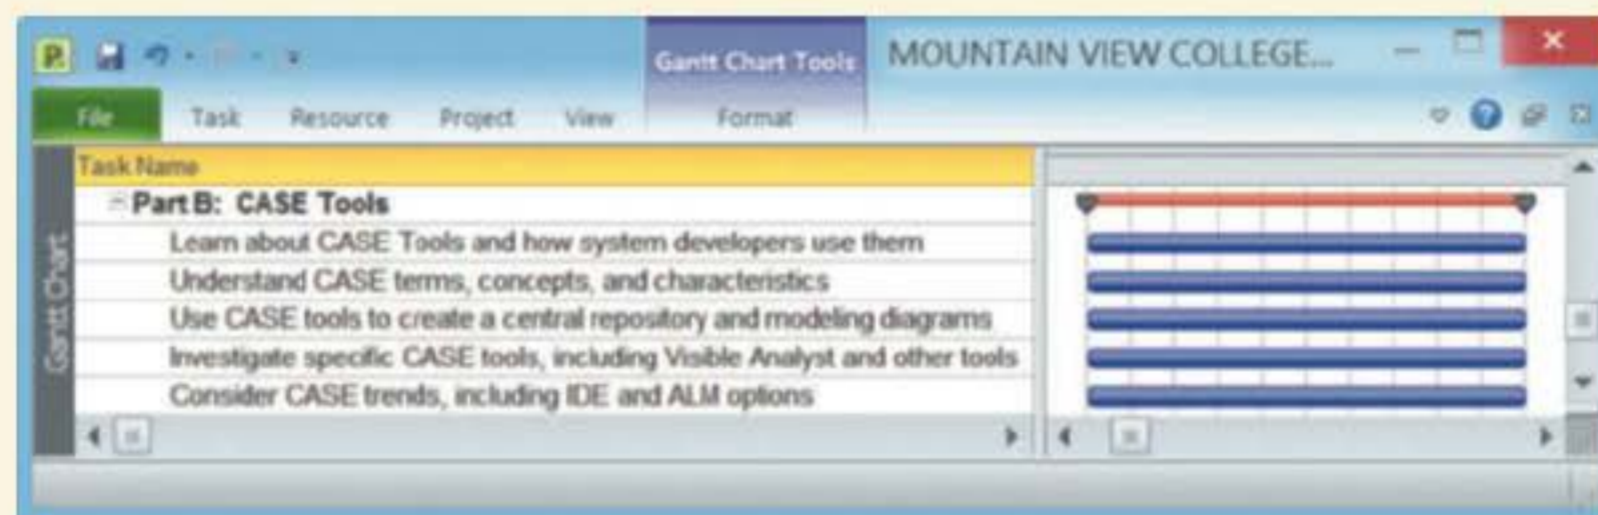 Gantt Chart Tools
MOUNTAIN VIEW COLLEGE...
File Task Resource Project View Format
Gantt Chart
Task Name
Part B: CASE Tools
Learn about CASE Tools and how system developers use them
Understand CASE terms, concepts, and characteristics
Use CASE tools to create a central repository and modeling diagrams
Investigate specific CASE tools, including Visible Analyst and other tools
Consider CASE trends, including IDE and ALM options